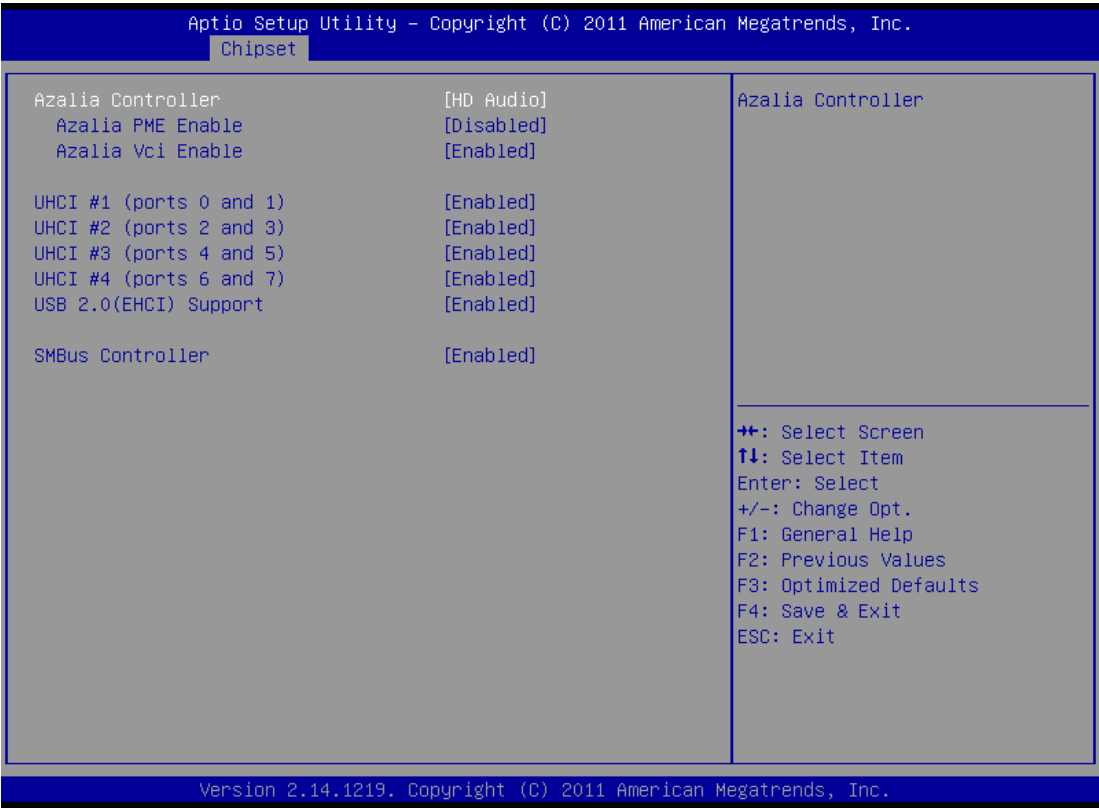 Aptio Setup Utility – Copyright (C) 2011 American Megatrends, Inc.
Chipset
Azalia Controller [HD Audio]
Azalia PME Enable [Disabled]
Azalia Vci Enable [Enabled]
UHCI #1 (ports 0 and 1) [Enabled]
UHCI #2 (ports 2 and 3) [Enabled]
UHCI #3 (ports 4 and 5) [Enabled]
UHCI #4 (ports 6 and 7) [Enabled]
USB 2.0(EHCI) Support [Enabled]
SMBus Controller [Enabled]
Azalia Controller
→←: Select Screen
↑↓: Select Item
Enter: Select
+/-: Change Opt.
F1: General Help
F2: Previous Values
F3: Optimized Defaults
F4: Save & Exit
ESC: Exit
Version 2.14.1219. Copyright (C) 2011 American Megatrends, Inc.